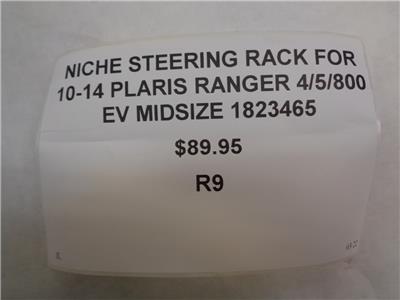 NICHE STEERING RACK FOR
10-14 PLARIS RANGER 4/5/800
EV MIDSIZE 1823465
$89.95
R9